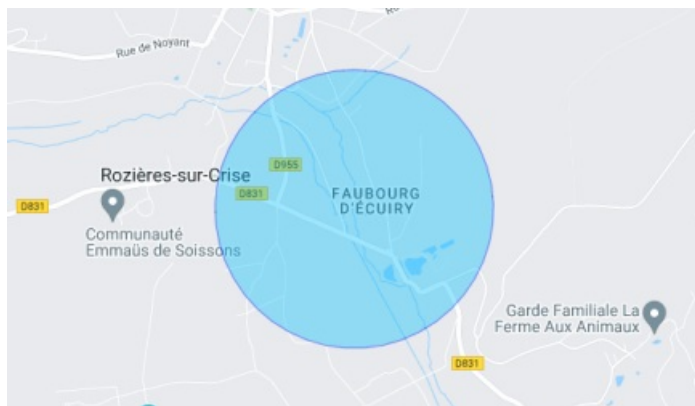 Rue de Noyant
D955
Rozières-sur-Crise
D831
FAUBOURG
D'ÉCUIRY
D831
Communauté
Emmaüs de Soissons
Garde Familiale La
Ferme Aux Animaux
D831